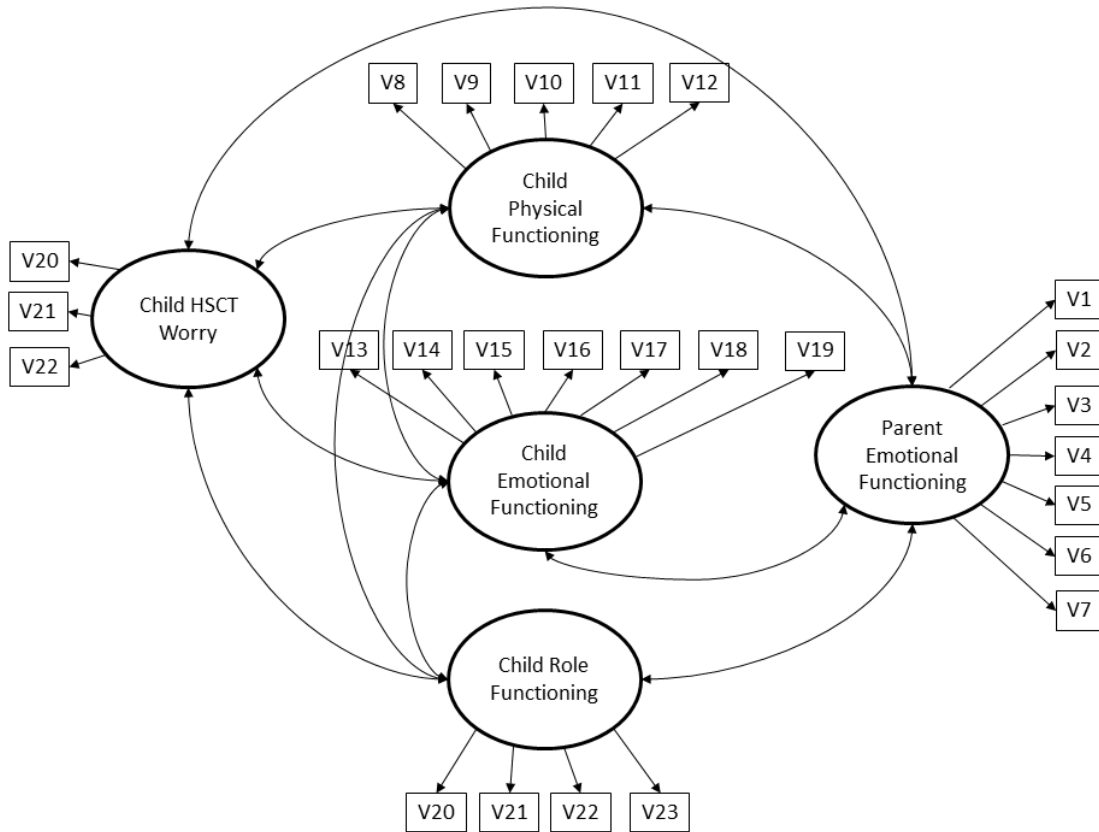 V8
V9
V10
V11
V12
Child
Physical
Functioning
V20
V21
V22
Child HSCT
Worry
V13
V14
V15
V16
V17
V18
V19
Child
Emotional
Functioning
V1
V2
V3
V4
V5
V6
V7
Parent
Emotional
Functioning
Child Role
Functioning
V20
V21
V22
V23